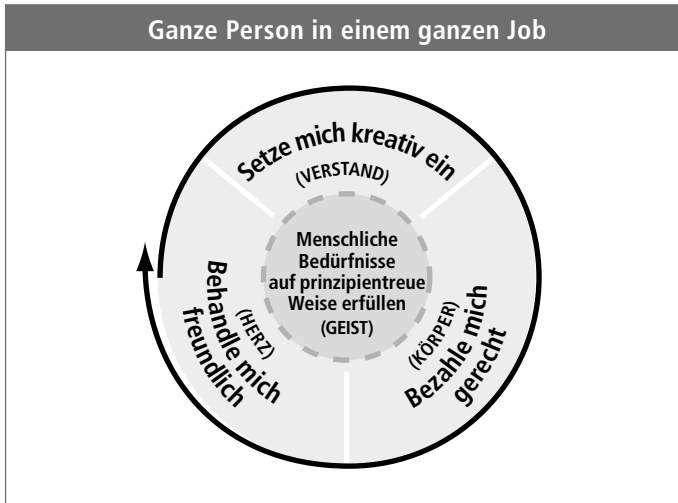 Ganze Person in einem ganzen Job
Setze mich kreativ ein
(VERSTAND)
Menschliche
Bedürfnisse
auf prinzipientreue
Weise erfüllen
(GEIST)
(KÖRPER)
Bezahle mich
gerecht
(HERZ)
Behandle mich
freundlich